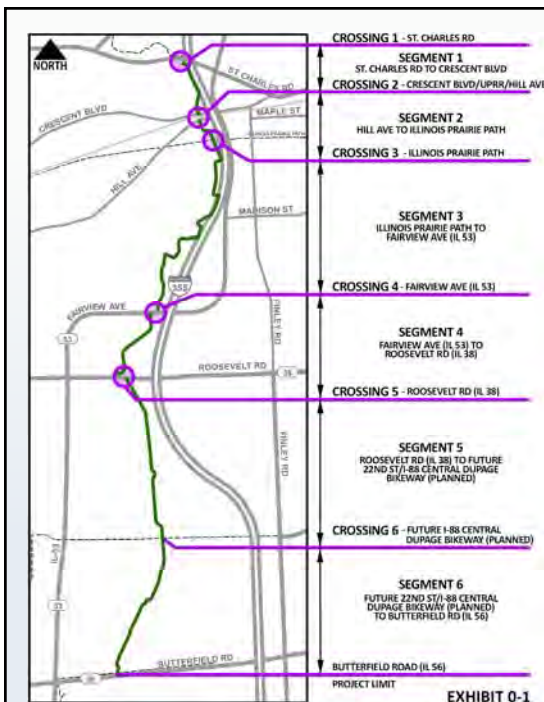 NORTH
CROSSING 1 - ST. CHARLES RD
SEGMENT 1
ST. CHARLES RD TO CRESCENT BLVD
CROSSING 2 - CRESCENT BLVD/UPRR/HILL AVE
SEGMENT 2
HILL AVE TO ILLINOIS PRAIRIE PATH
CROSSING 3 - ILLINOIS PRAIRIE PATH
SEGMENT 3
ILLINOIS PRAIRIE PATH TO
FAIRVIEW AVE (IL 53)
CROSSING 4 - FAIRVIEW AVE (IL 53)
SEGMENT 4
FAIRVIEW AVE (IL 53) TO
ROOSEVELT RD (IL 38)
CROSSING 5 - ROOSEVELT RD (IL 38)
SEGMENT 5
ROOSEVELT RD (IL 38) TO FUTURE
22ND ST/I-88 CENTRAL DUPAGE
BIKEWAY (PLANNED)
CROSSING 6 - FUTURE I-88 CENTRAL
DUPAGE BIKEWAY (PLANNED)
SEGMENT 6
FUTURE 22ND ST/I-88 CENTRAL
DUPAGE BIKEWAY (PLANNED)
TO BUTTERFIELD RD (IL 56)
BUTTERFIELD ROAD (IL 56)
PROJECT LIMIT
EXHIBIT 0-1
ST CHARLES RD
CRESCENT BLVD
MAPLE ST
HILL AVE
MADISON ST
355
FAIRVIEW AVE
53
FINLEY RD
ROOSEVELT RD
38
FINLEY RD
IL-53
53
BUTTERFIELD RD